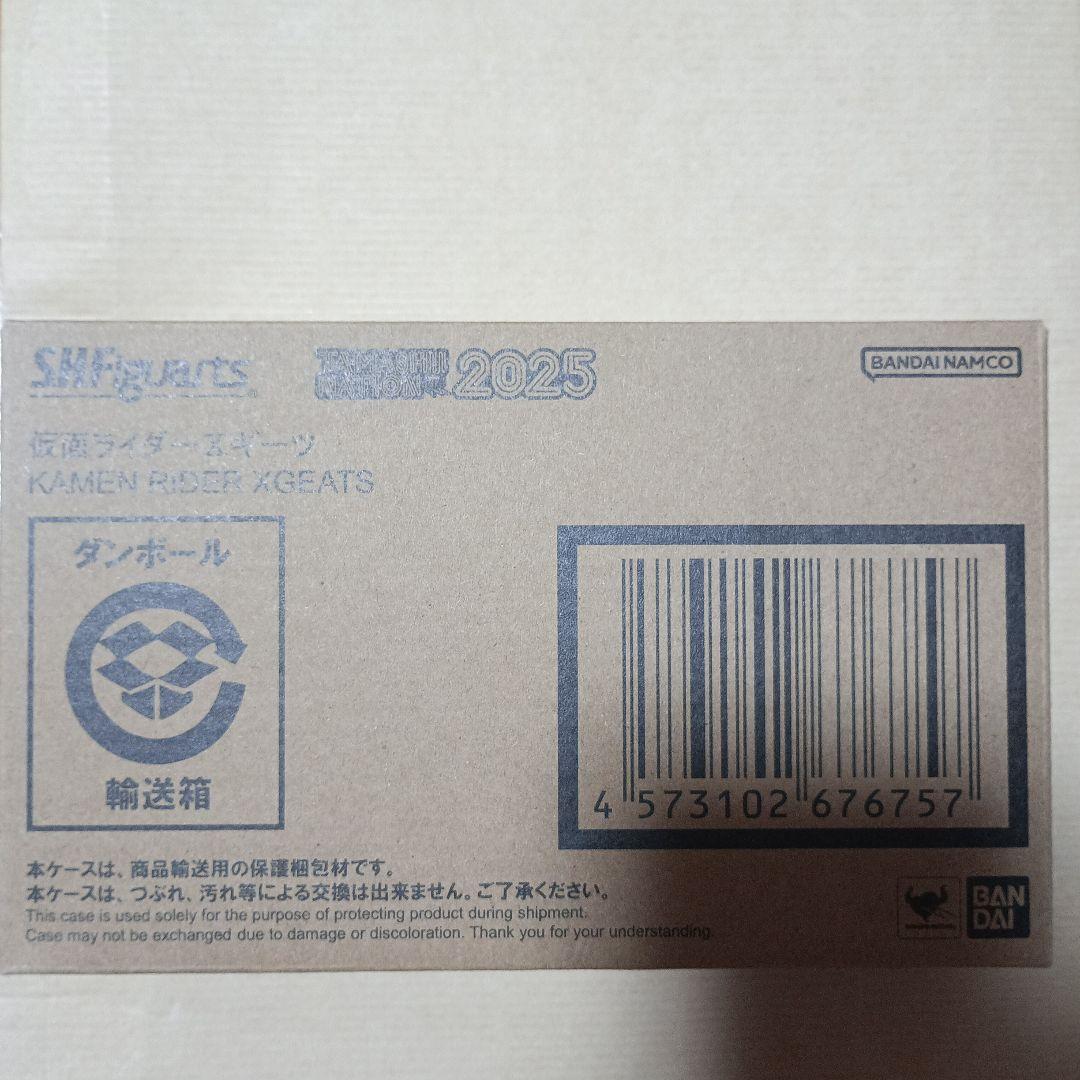 S.H.Figuarts
TAMASHII NATION 2025
BANDAI NAMCO
仮面ライダーXギーツ
KAMEN RIDER XGEATS
ダンボール
輸送箱
4 573102 676757
本ケースは、商品輸送用の保護梱包材です。
本ケースは、つぶれ、汚れ等による交換は出来ません。ご了承ください。
This case is used solely for the purpose of protecting product during shipment.
Case may not be exchanged due to damage or discoloration. Thank you for your understanding.
BAN
DAI